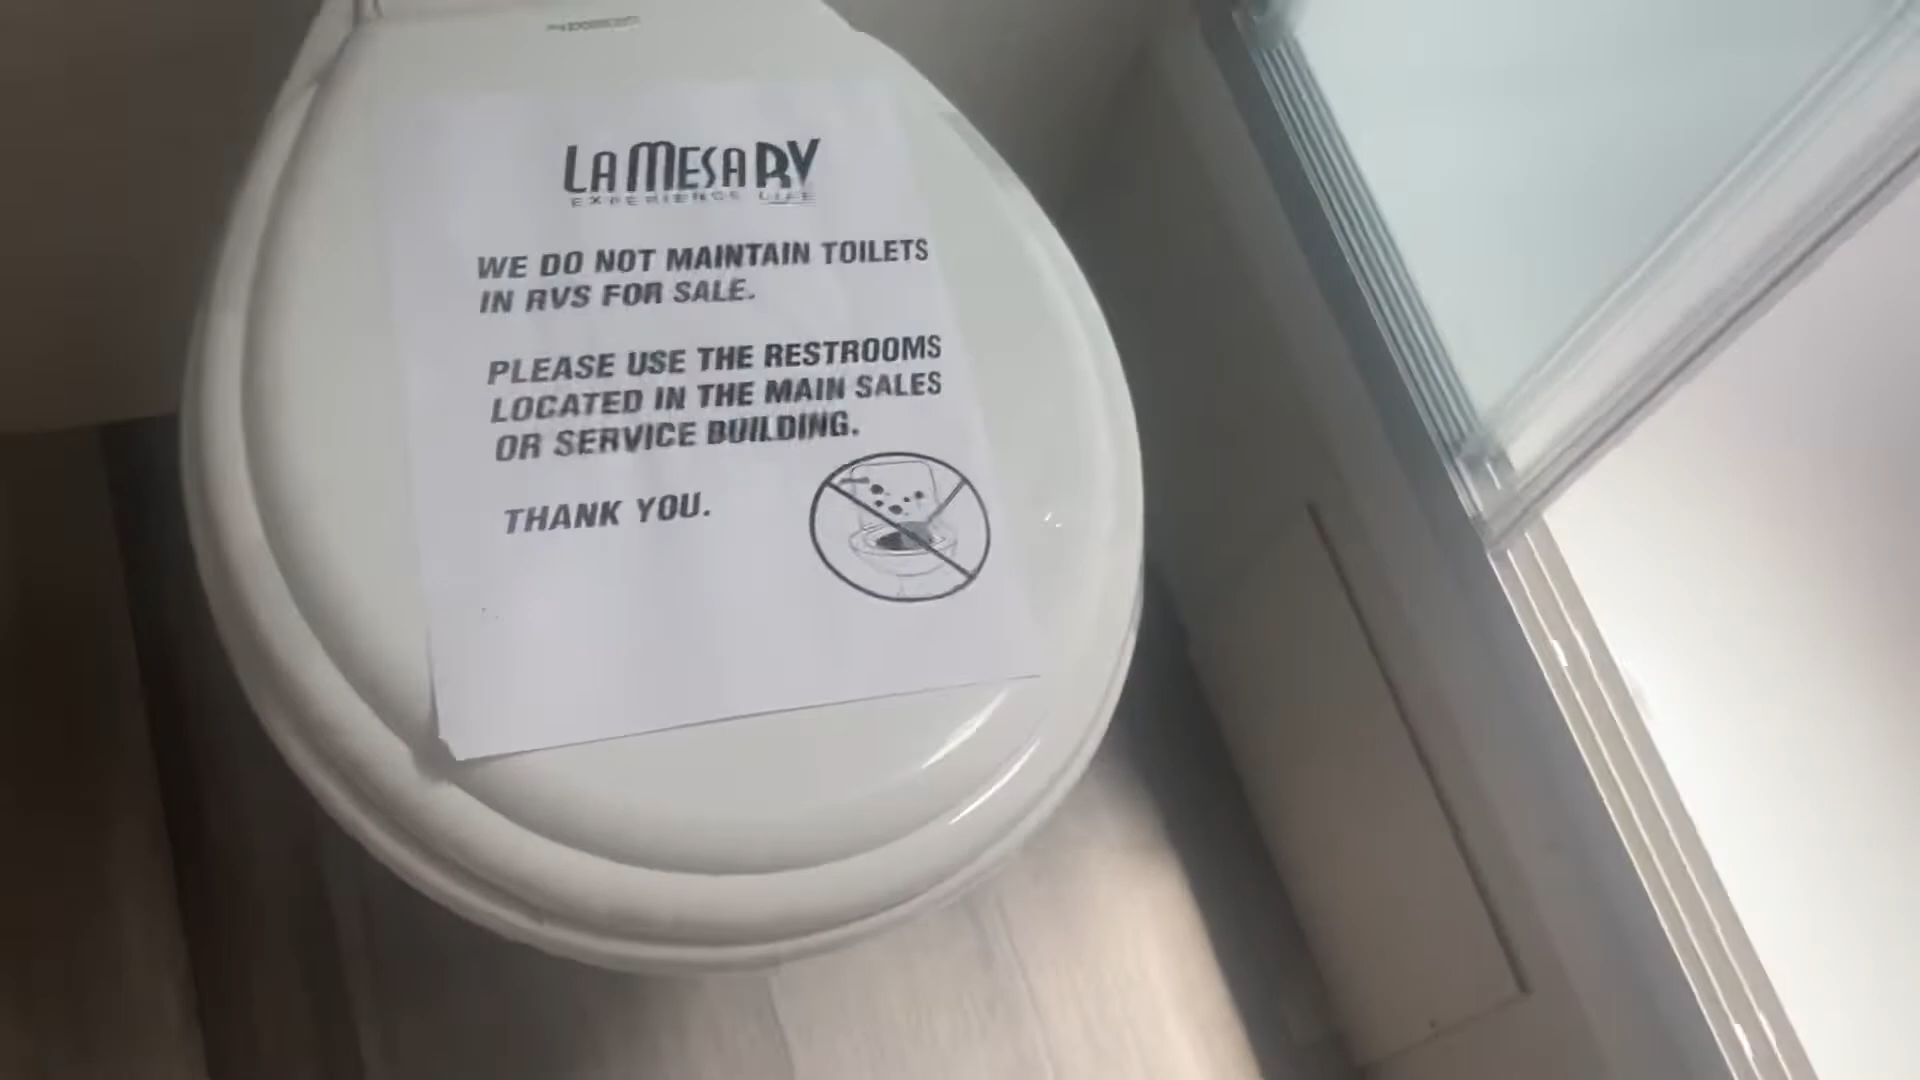 LA MESA RV
EXPERIENCE LIFE
WE DO NOT MAINTAIN TOILETS
IN RVS FOR SALE.
PLEASE USE THE RESTROOMS
LOCATED IN THE MAIN SALES
OR SERVICE BUILDING.
THANK YOU.